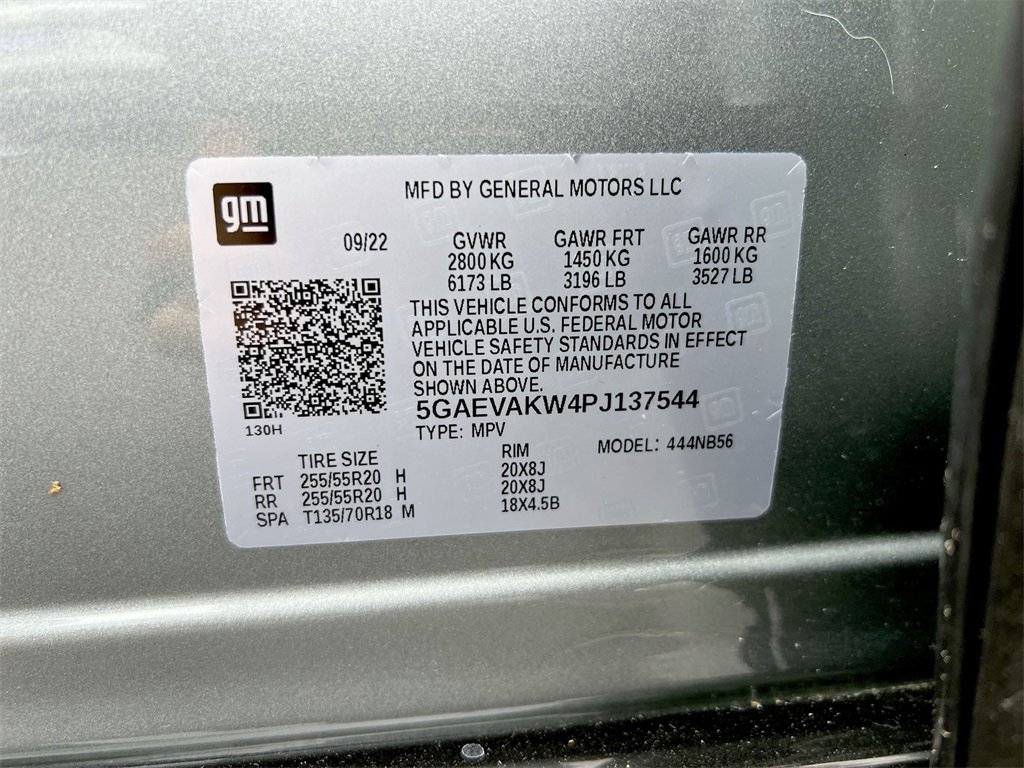 gm
MFD BY GENERAL MOTORS LLC
09/22 GVWR GAWR FRT GAWR RR
2800 KG 1450 KG 1600 KG
6173 LB 3196 LB 3527 LB
THIS VEHICLE CONFORMS TO ALL
APPLICABLE U.S. FEDERAL MOTOR
VEHICLE SAFETY STANDARDS IN EFFECT
ON THE DATE OF MANUFACTURE
SHOWN ABOVE.
5GAEVAKW4PJ137544
130H
TYPE: MPV
MODEL: 444NB56
TIRE SIZE RIM
FRT 255/55R20 H 20X8J
RR 255/55R20 H 20X8J
SPA T135/70R18 M 18X4.5B